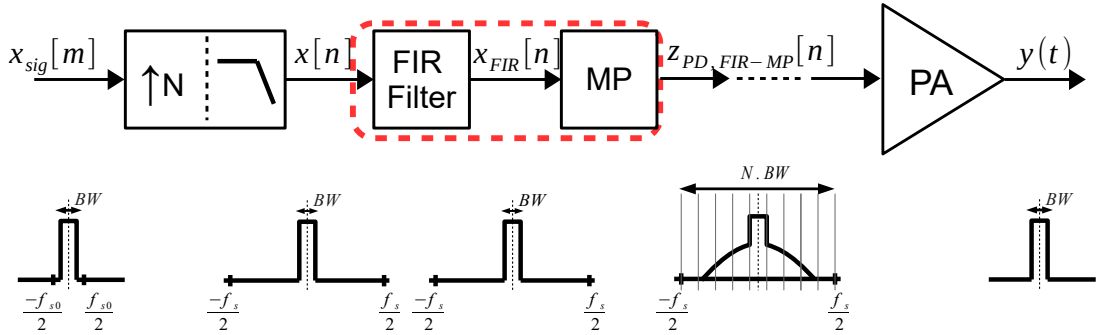 x_sig[m]
↑N
x[n]
FIR Filter
x_FIR[n]
MP
z_PD,FIR−MP[n]
PA
y(t)
BW
BW
BW
N.BW
BW
−f_s0/2
f_s0/2
−f_s/2
f_s/2
−f_s/2
f_s/2
−f_s/2
f_s/2